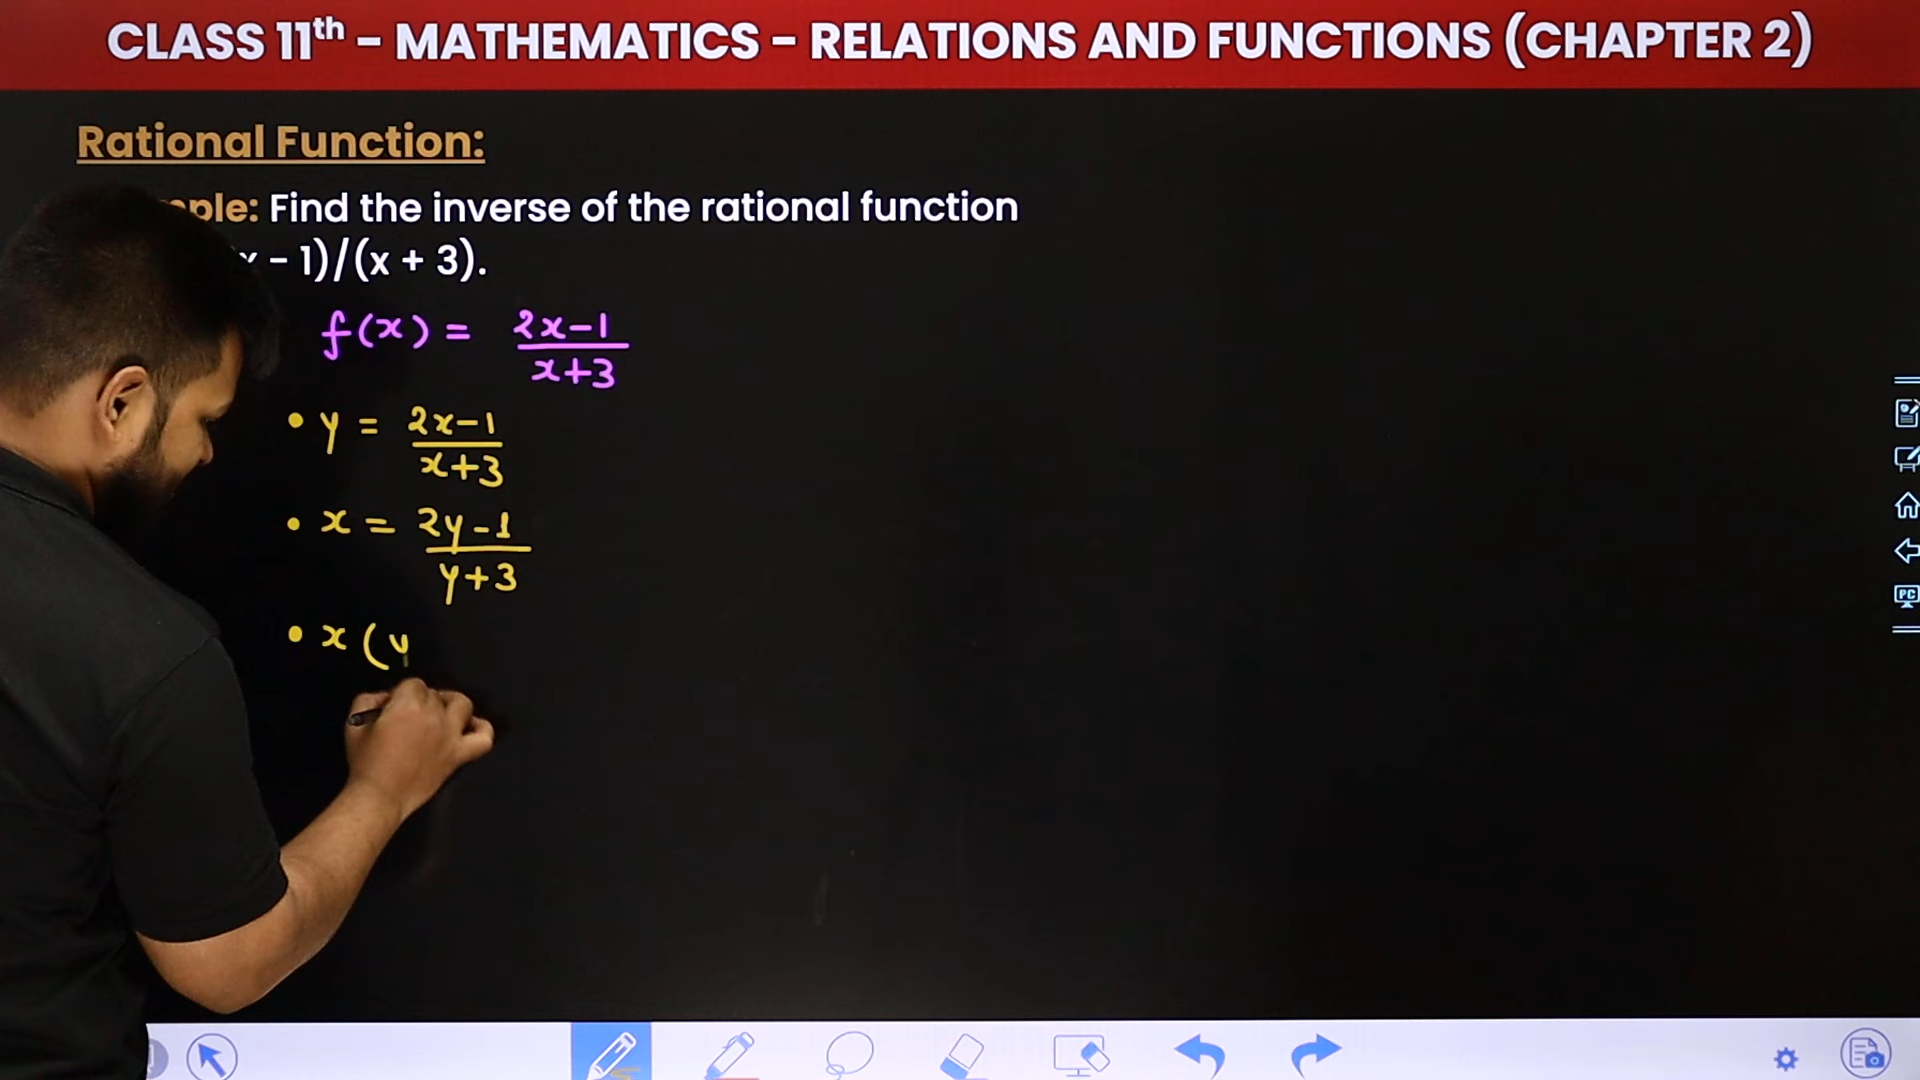 CLASS 11th - MATHEMATICS - RELATIONS AND FUNCTIONS (CHAPTER 2)
Rational Function:
Find the inverse of the rational function
- 1)/(x + 3).
f(x) = 2x-1
x+3
• y = 2x-1
x+3
• x = 2y-1
y+3
• x (y
PC